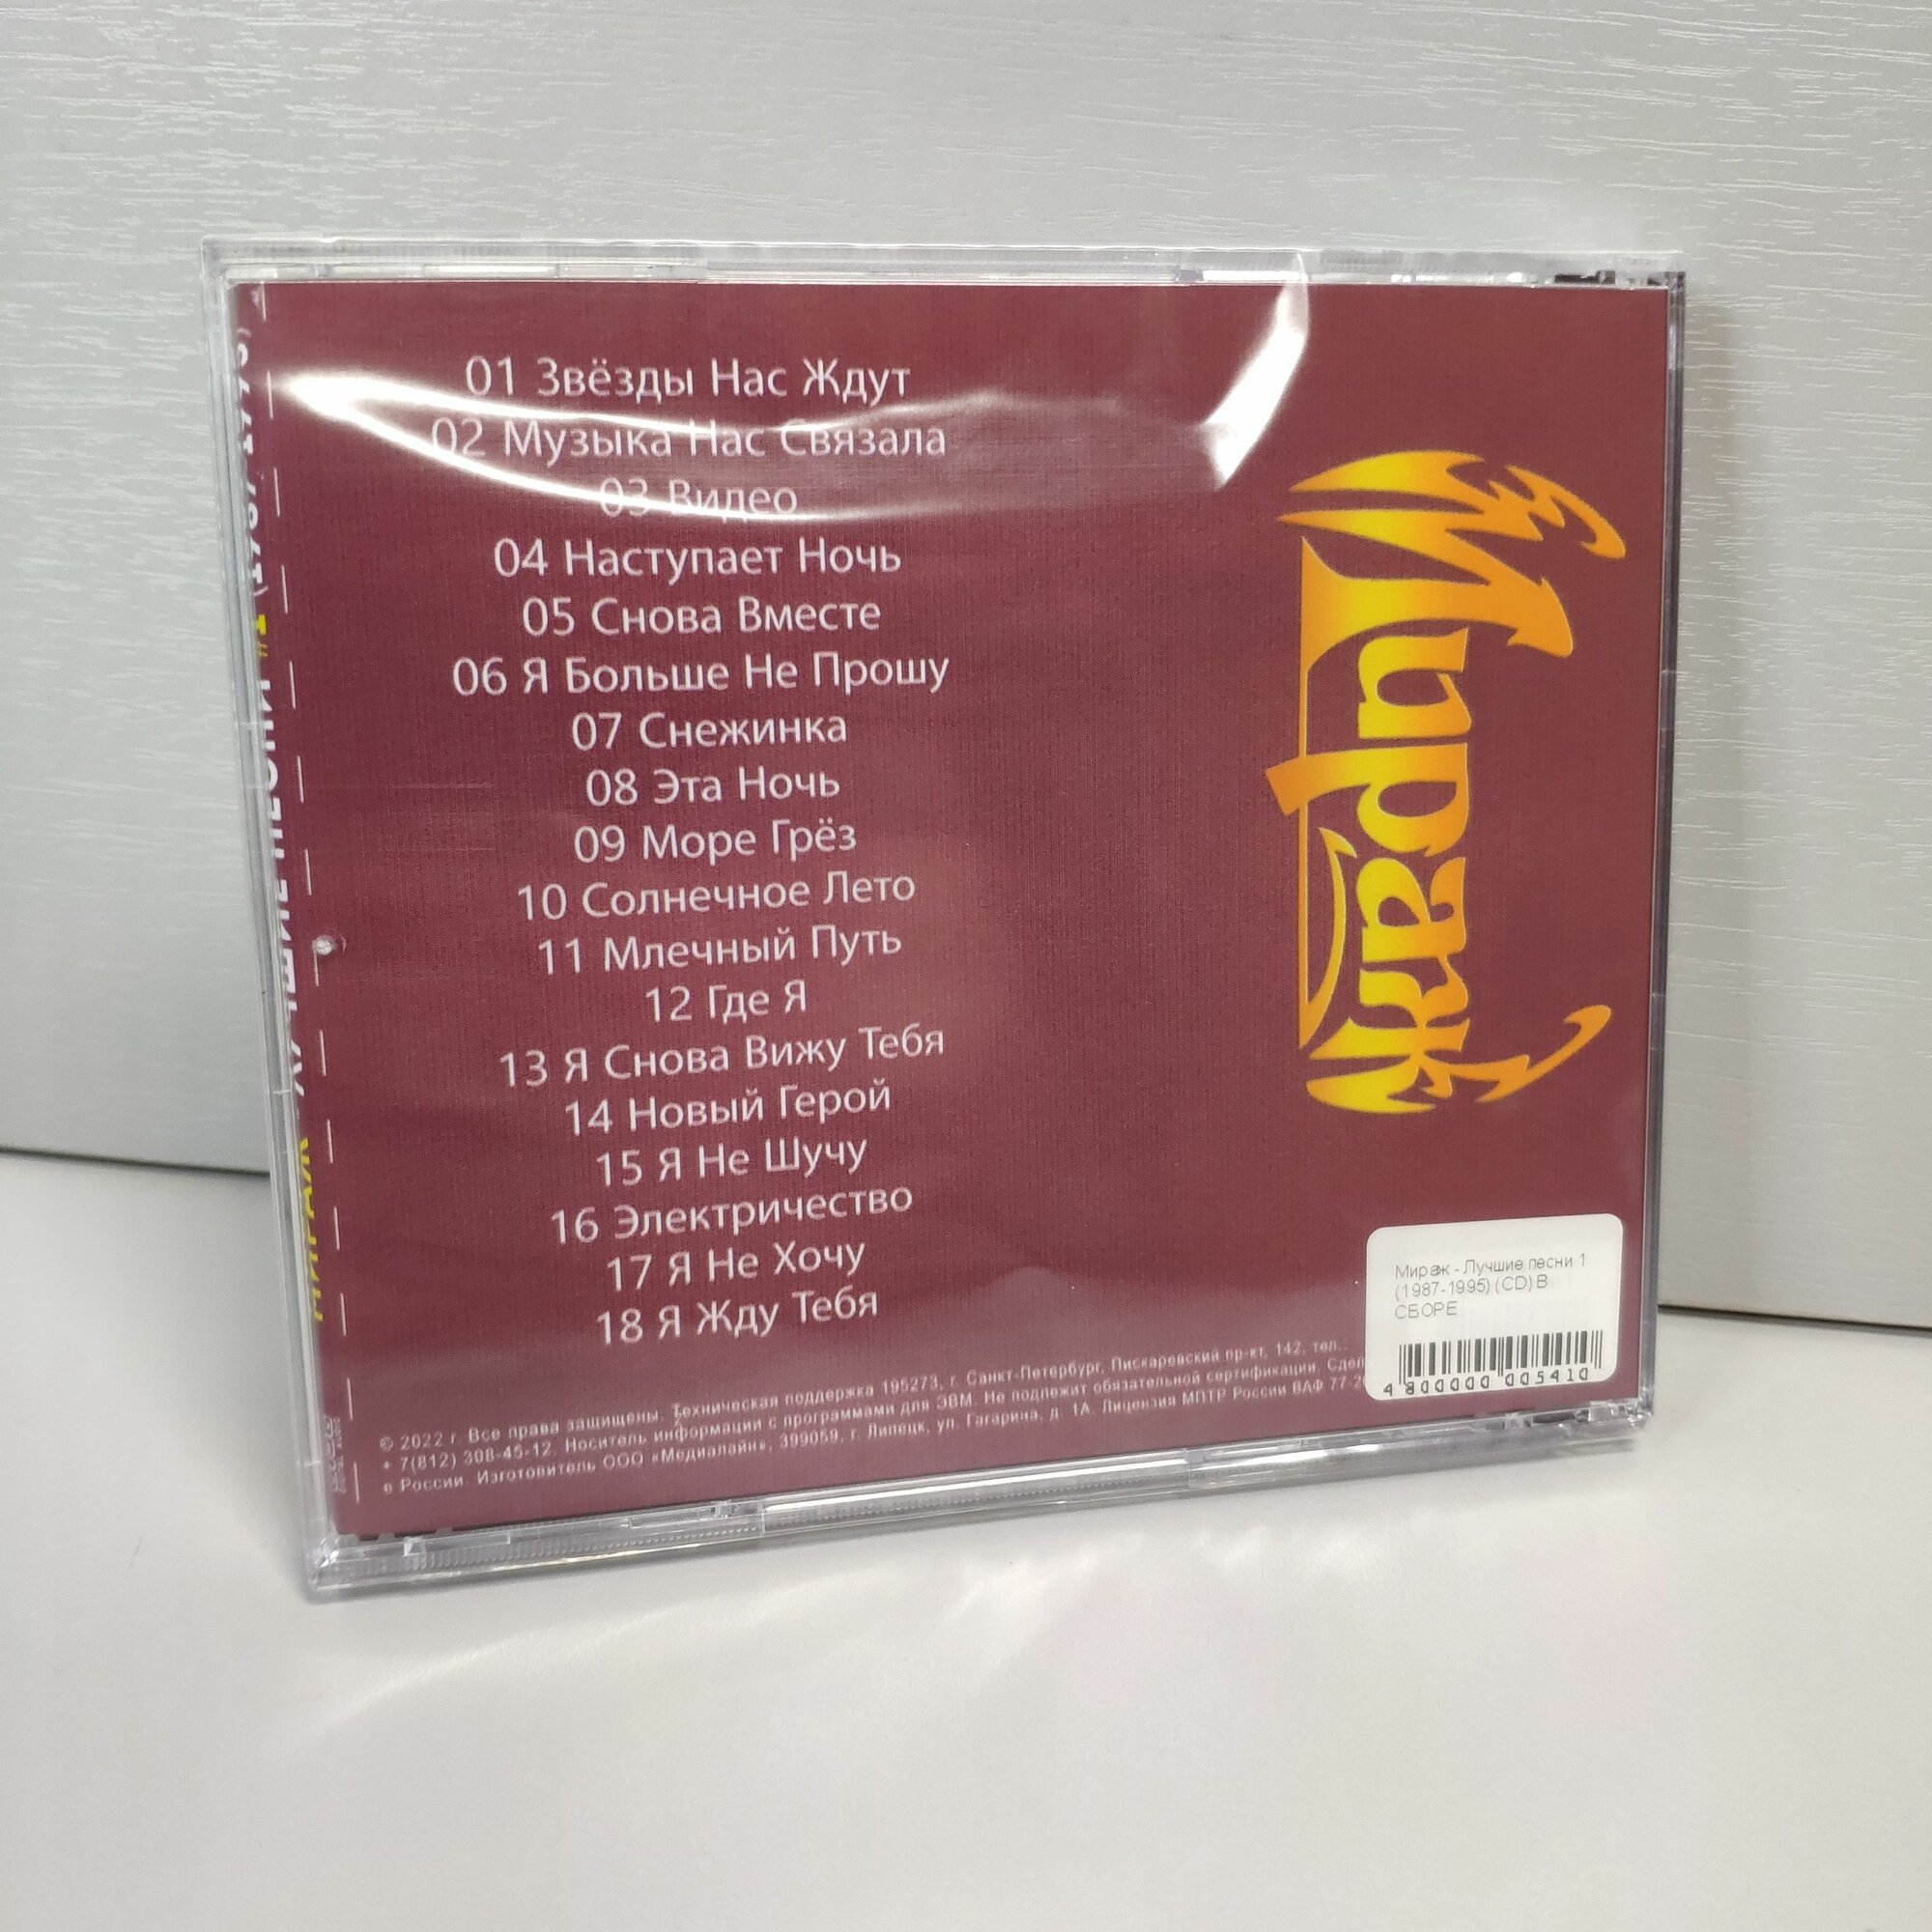 01 Звёзды Нас Ждут
02 Музыка Нас Связала
03 Видео
04 Наступает Ночь
05 Снова Вместе
06 Я Больше Не Прошу
07 Снежинка
08 Эта Ночь
09 Море Грёз
10 Солнечное Лето
11 Млечный Путь
12 Где Я
13 Я Снова Вижу Тебя
14 Новый Герой
15 Я Не Шучу
16 Электричество
17 Я Не Хочу
18 Я Жду Тебя
Мираж
МИРАЖ ЛУЧШИЕ ПЕСНИ #1
Мираж - Лучшие песни 1
(1987-1995) (CD) В
СБОРЕ
4 800000 005410
© 2022 г. Все права защищены. Техническая поддержка 195273, г. Санкт-Петербург, Пискаревский пр-кт, 142, тел.:
+ 7(812) 308-45-12. Носитель информации с программами для ЭВМ. Не подлежит обязательной сертификации.
в России. Изготовитель ООО «Медиалайн», 399059, г. Липецк, ул. Гагарина, д. 1А. Лицензия МПТР России ВАФ 77